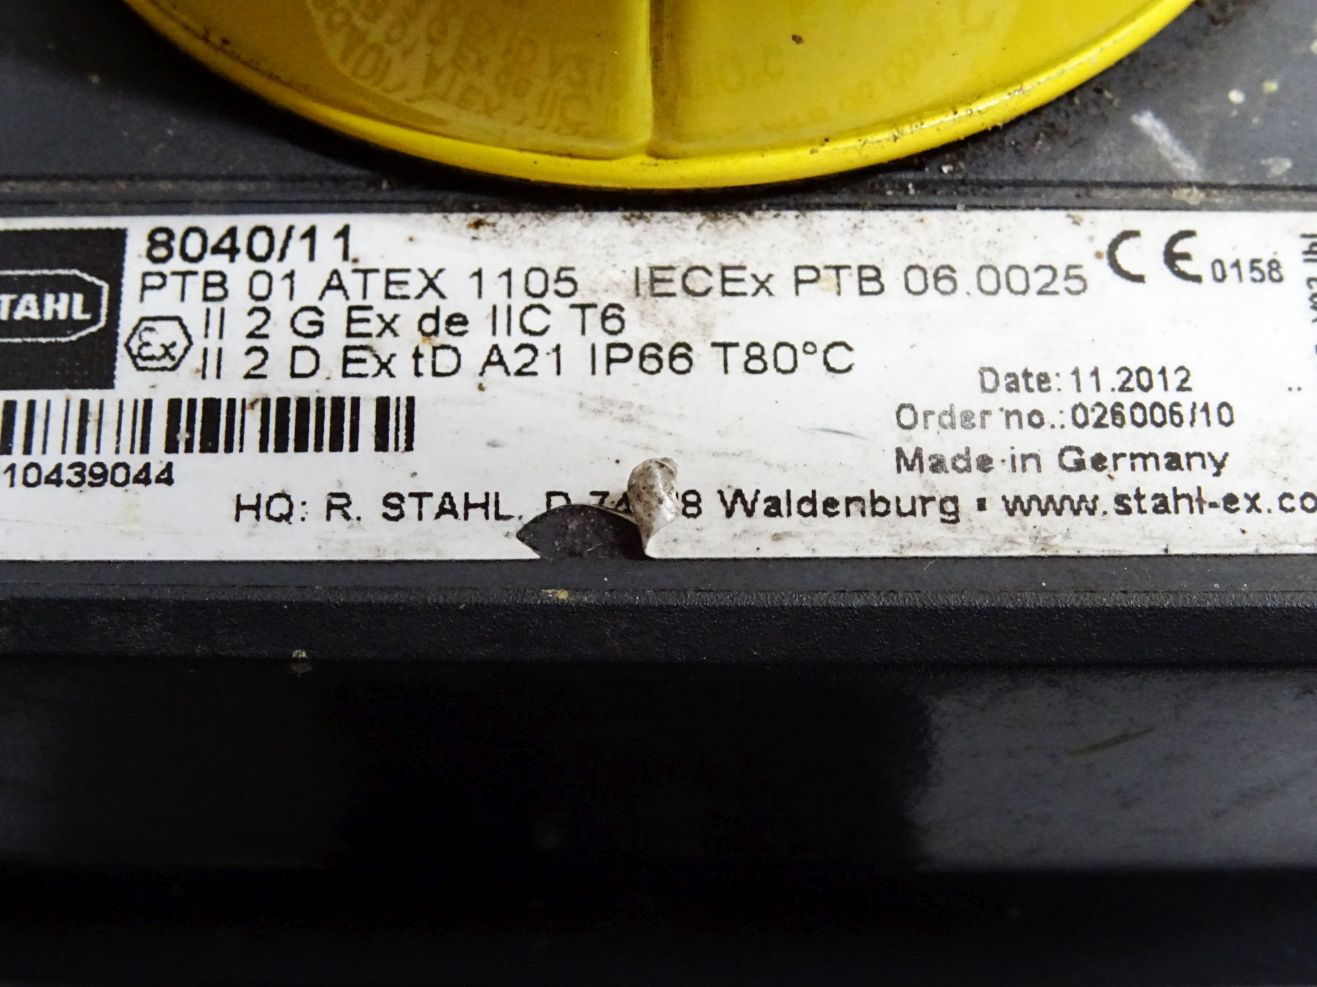 8040/11
PTB 01 ATEX 1105 IECEx PTB 06.0025 CE 0158
STAHL
Ex II 2 G Ex de IIC T6
II 2 D Ex tD A21 IP66 T80°C
Date: 11.2012
Order no.: 026006/10
10439044
Made in Germany
HQ: R. STAHL, D Waldenburg ▪ www.stahl-ex.co